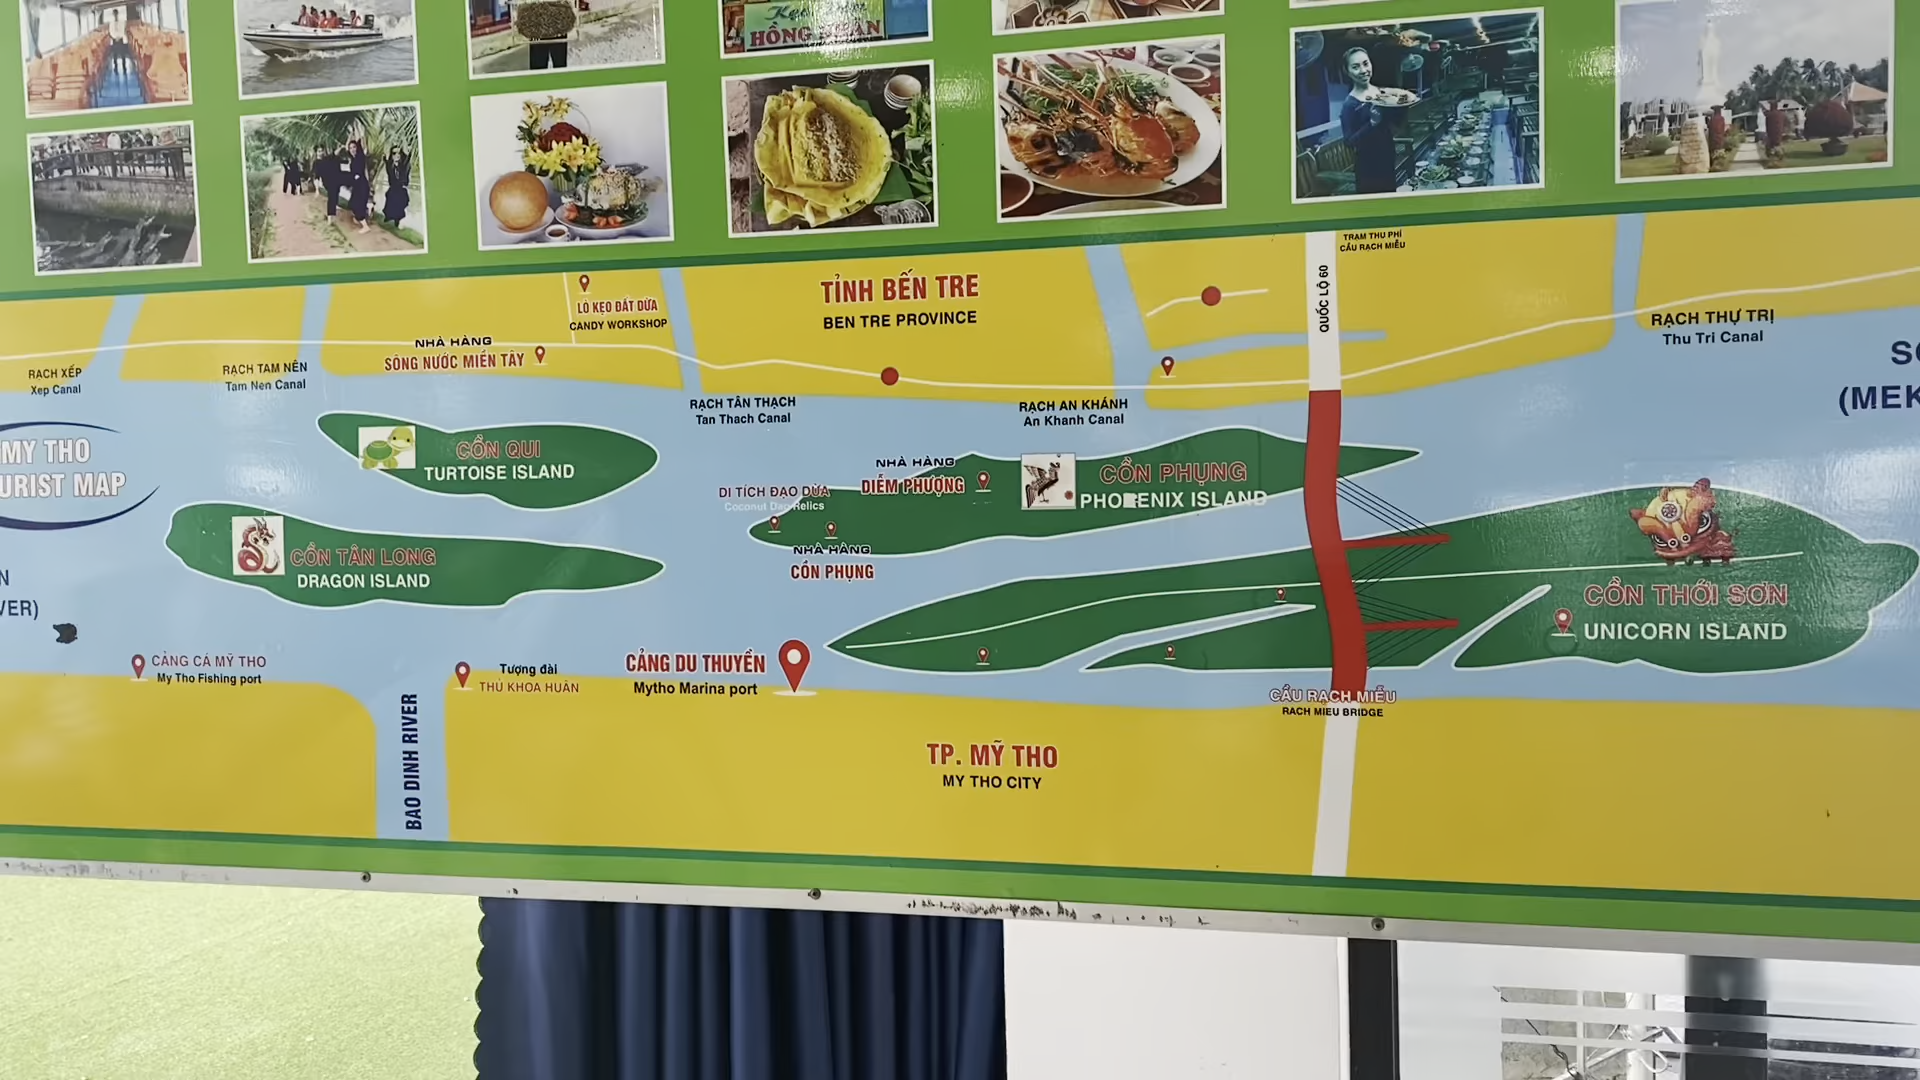 HỒNG
TRẠM THU PHÍ
CẦU RẠCH MIỄU
QUỐC LỘ 60
TỈNH BẾN TRE
BEN TRE PROVINCE
LÒ KẸO ĐẤT DỪA
CANDY WORKSHOP
NHÀ HÀNG
SÔNG NƯỚC MIỀN TÂY
RẠCH XẾP
Xep Canal
RẠCH TAM NÊN
Tam Nen Canal
RẠCH TÂN THẠCH
Tan Thach Canal
RẠCH AN KHÁNH
An Khanh Canal
RẠCH THỰ TRỊ
Thu Tri Canal
(MEK
MY THO
URIST MAP
CỒN QUI
TURTOISE ISLAND
CỒN TÂN LONG
DRAGON ISLAND
DI TÍCH ĐẠO DỪA
Coconut Dao Relics
NHÀ HÀNG
DIỄM PHƯỢNG
CỒN PHỤNG
PHOENIX ISLAND
NHÀ HÀNG
CỒN PHỤNG
CỒN THỚI SƠN
UNICORN ISLAND
VER)
CẢNG CÁ MỸ THO
My Tho Fishing port
Tượng đài
THỦ KHOA HUÂN
CẢNG DU THUYỀN
Mytho Marina port
CẦU RẠCH MIỄU
RACH MIEU BRIDGE
BAO DINH RIVER
TP. MỸ THO
MY THO CITY